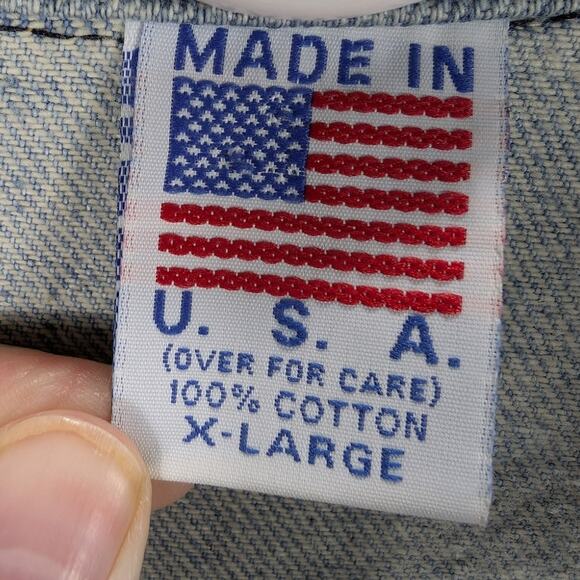 MADE IN
U. S. A.
(OVER FOR CARE)
100% COTTON
X-LARGE